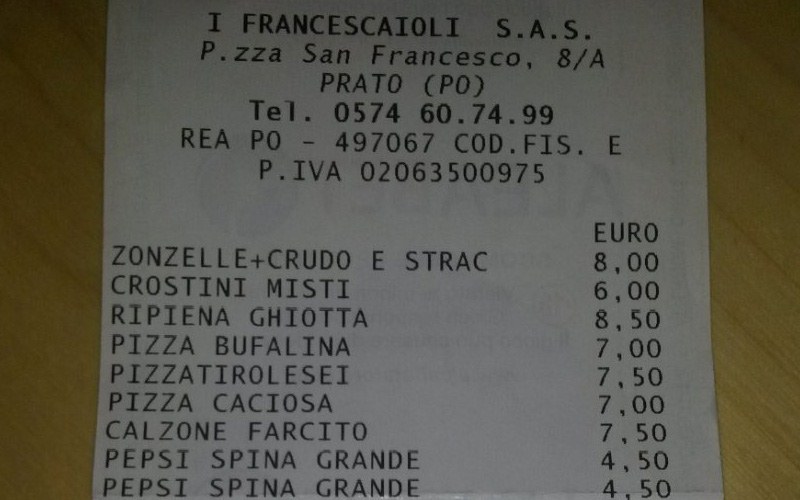 I FRANCESCAIOLI S.A.S.
P.zza San Francesco, 8/A
PRATO (PO)
Tel. 0574 60.74.99
REA PO - 497067 COD.FIS. E
P.IVA 02063500975
EURO
ZONZELLE+CRUDO E STRAC 8,00
CROSTINI MISTI 6,00
RIPIENA GHIOTTA 8,50
PIZZA BUFALINA 7,00
PIZZATIROLESEI 7,50
PIZZA CACIOSA 7,00
CALZONE FARCITO 7,50
PEPSI SPINA GRANDE 4,50
PEPSI SPINA GRANDE 4,50